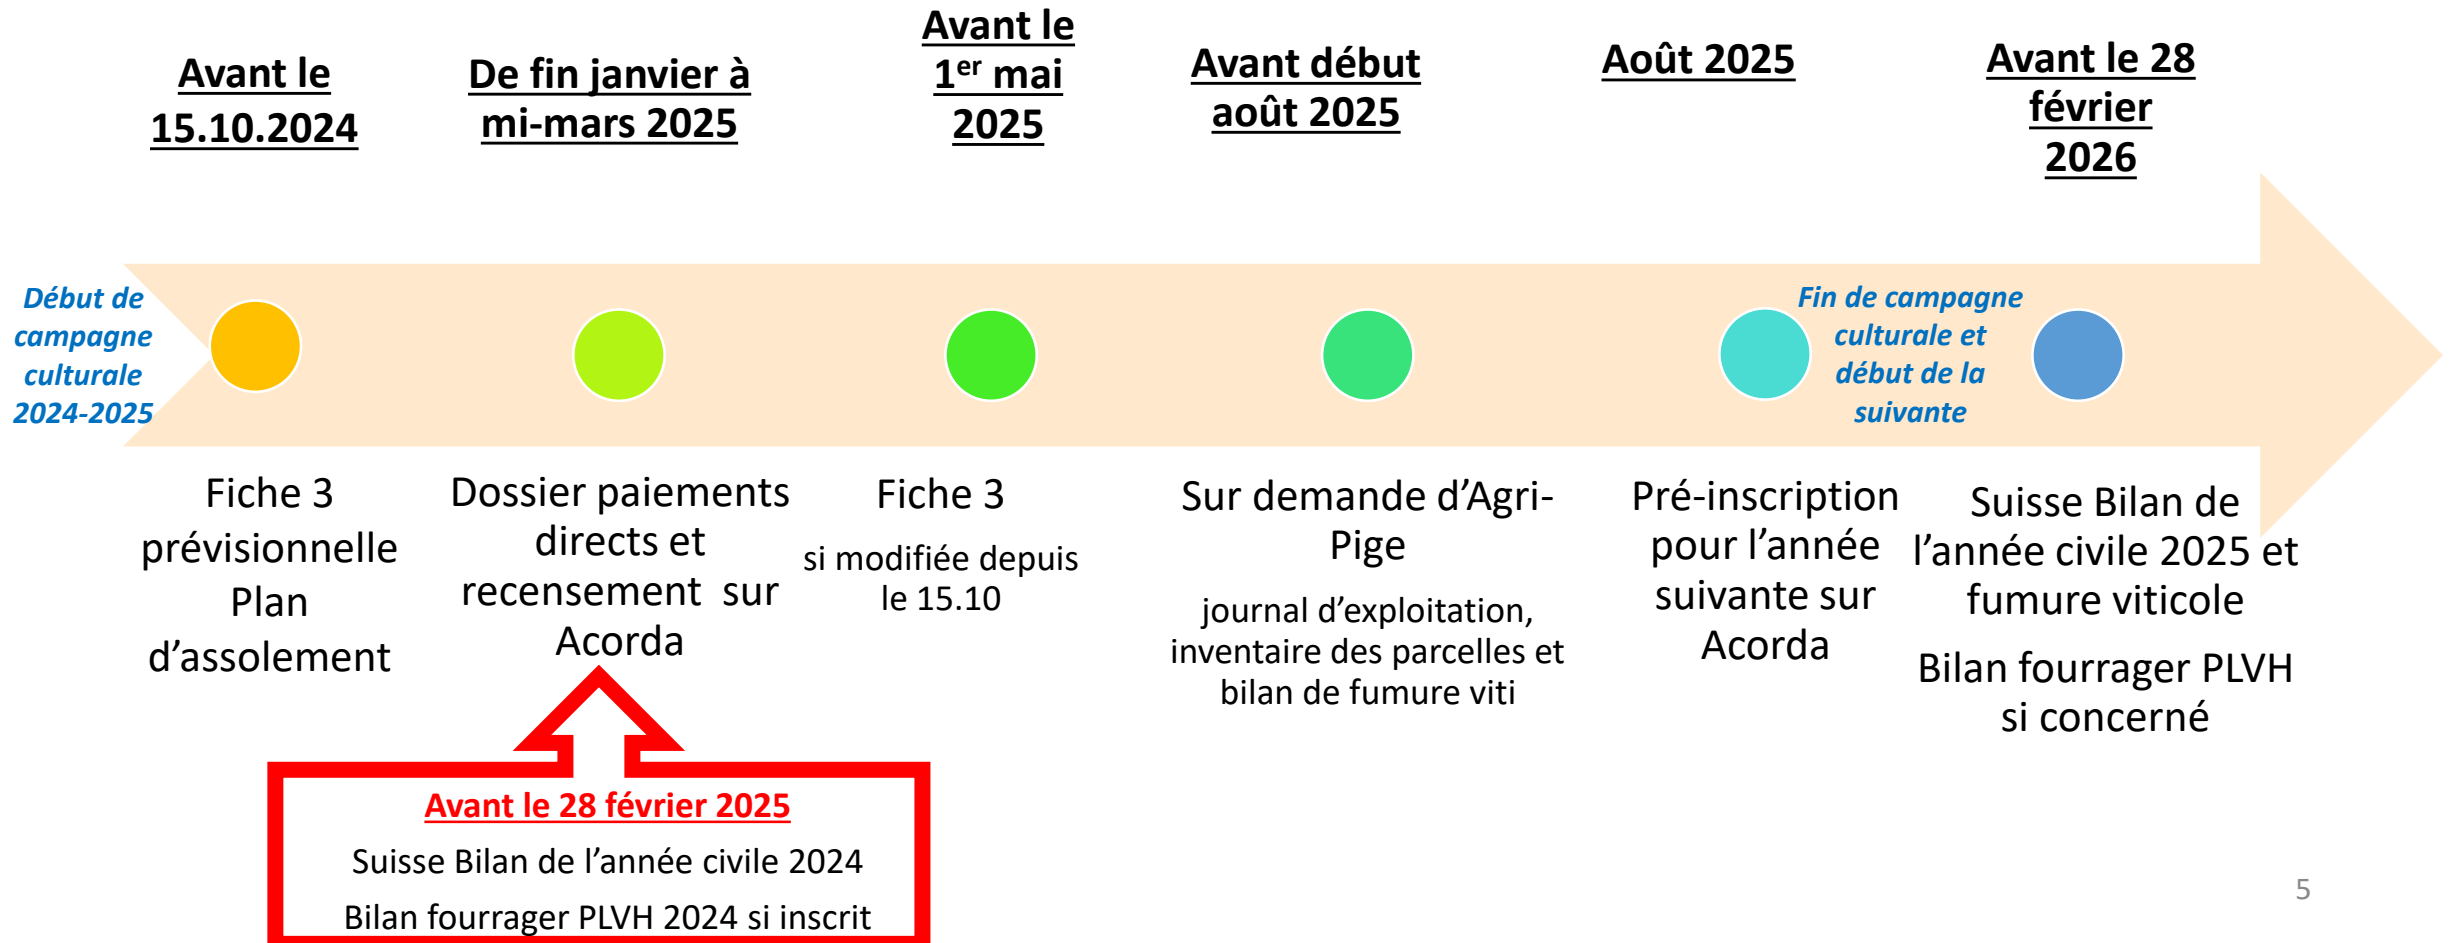 Avant le
15.10.2024
De fin janvier à
mi-mars 2025
Avant le
1er mai
2025
Avant début
août 2025
Août 2025
Avant le 28
février
2026
Début de
campagne
culturale
2024-2025
Fin de campagne
culturale et
début de la
suivante
Fiche 3
prévisionnelle
Plan
d’assolement
Dossier paiements
directs et
recensement sur
Acorda
Fiche 3
si modifiée depuis
le 15.10
Sur demande d’Agri-
Pige
journal d’exploitation,
inventaire des parcelles et
bilan de fumure viti
Pré-inscription
pour l’année
suivante sur
Acorda
Suisse Bilan de
l’année civile 2025 et
fumure viticole
Bilan fourrager PLVH
si concerné
Avant le 28 février 2025
Suisse Bilan de l’année civile 2024
Bilan fourrager PLVH 2024 si inscrit
5